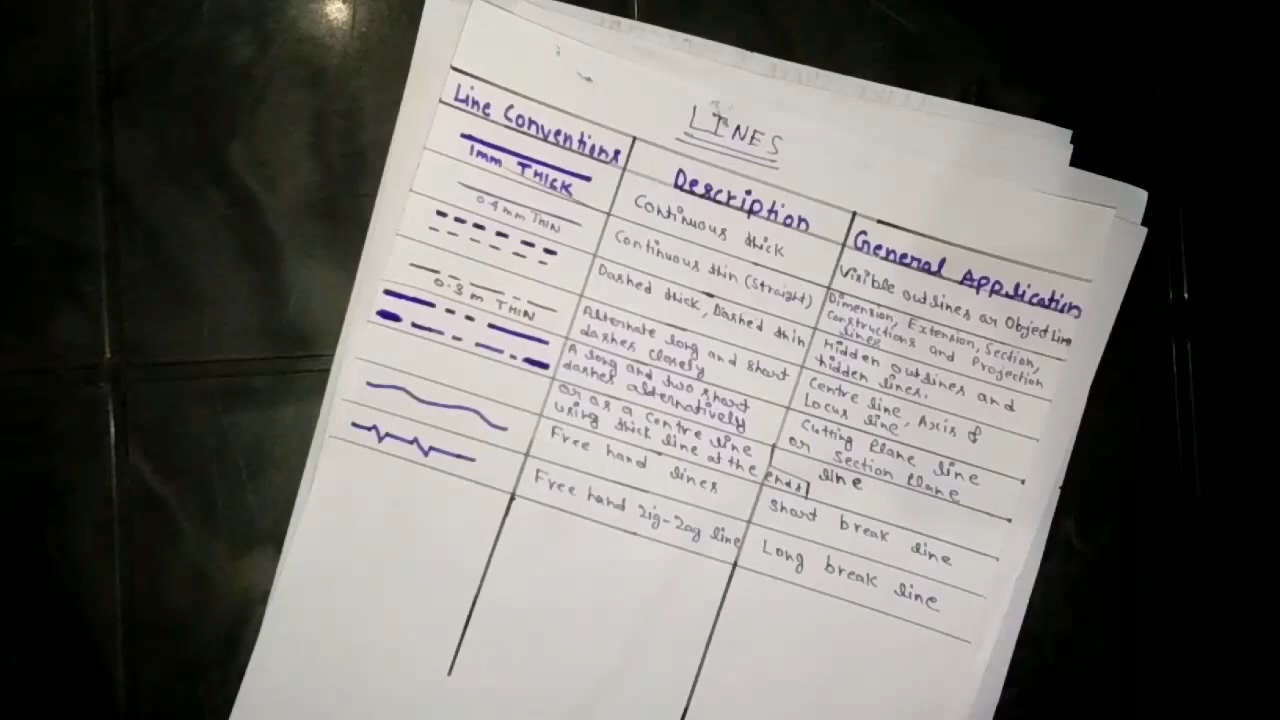 LINES
Line Conventions
Description
General Application
1mm THICK
Continuous thick
Visible outlines or Object Line
0.4 mm THIN
Continuous thin (Straight)
Dimension, Extension, Section,
Constructions and Projection
lines
Dashed thick, Dashed thin
Hidden outlines and
hidden lines.
0.3 m THIN
Alternate long and short
dashes closely
Centre line, Axis of
Locus line
A long and two short
dashes alternatively
or as a Centre line
using thick line at the ends
Cutting Plane line
or Section Plane
line
Free hand lines
Short break line
Free hand zig-zag line
Long break line